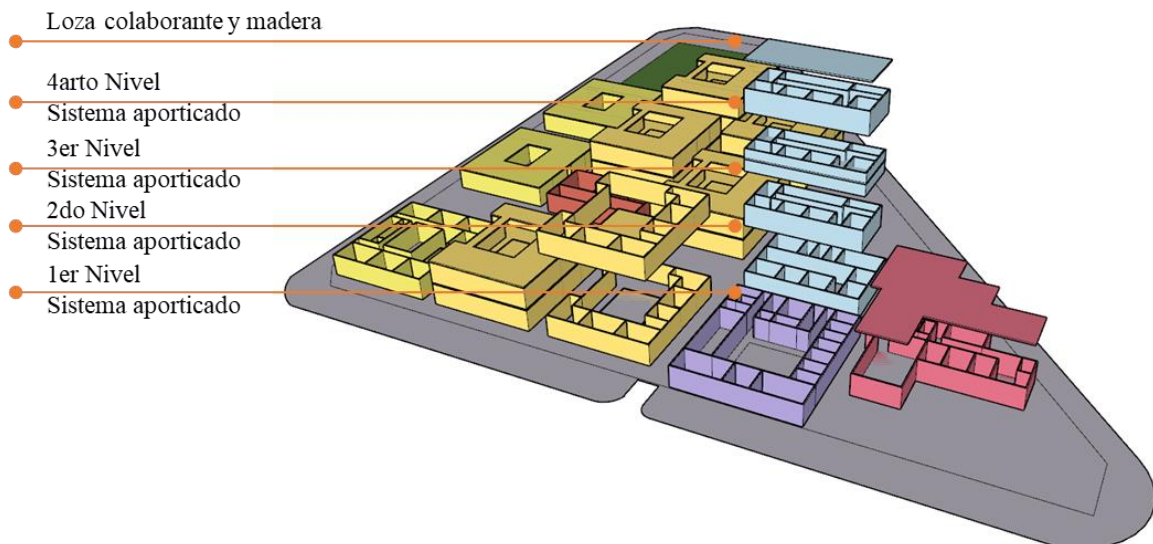 Loza colaborante y madera
4arto Nivel
Sistema aporticado
3er Nivel
Sistema aporticado
2do Nivel
Sistema aporticado
1er Nivel
Sistema aporticado